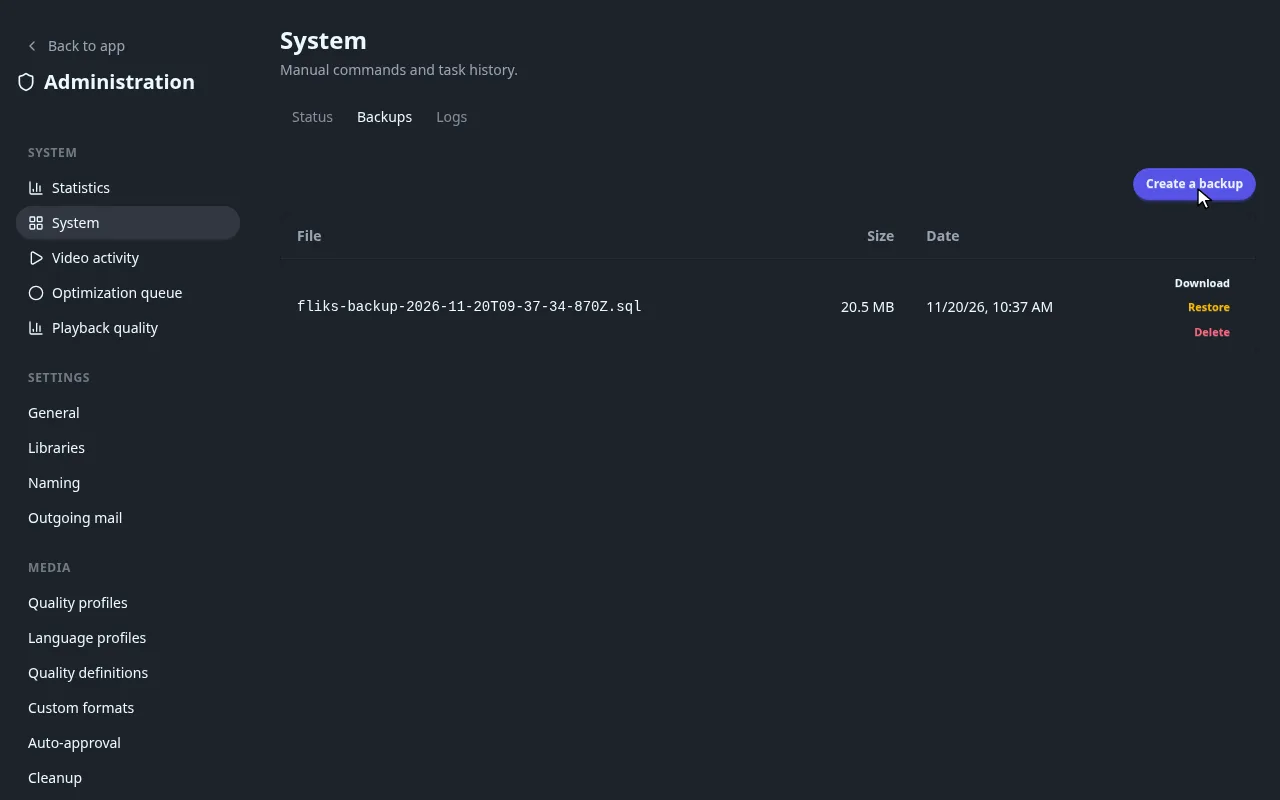 Back to app
Administration
SYSTEM
Statistics
System
Video activity
Optimization queue
Playback quality
SETTINGS
General
Libraries
Naming
Outgoing mail
MEDIA
Quality profiles
Language profiles
Quality definitions
Custom formats
Auto-approval
Cleanup
System
Manual commands and task history.
Status Backups Logs
Create a backup
File Size Date
fliks-backup-2026-11-20T09-37-34-870Z.sql 20.5 MB 11/20/26, 10:37 AM
Download
Restore
Delete